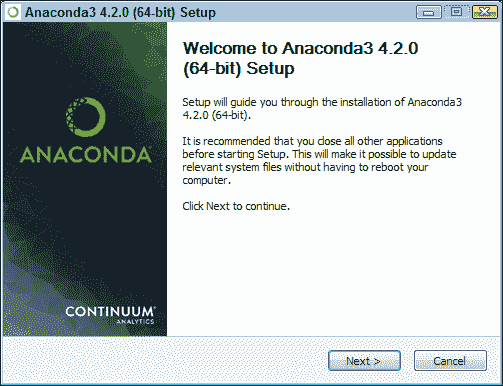 Anaconda3 4.2.0 (64-bit) Setup
Welcome to Anaconda3 4.2.0
(64-bit) Setup
Setup will guide you through the installation of Anaconda3
4.2.0 (64-bit).
It is recommended that you close all other applications
before starting Setup. This will make it possible to update
relevant system files without having to reboot your
computer.
Click Next to continue.
ANACONDA
CONTINUUM®
ANALYTICS
Next >
Cancel